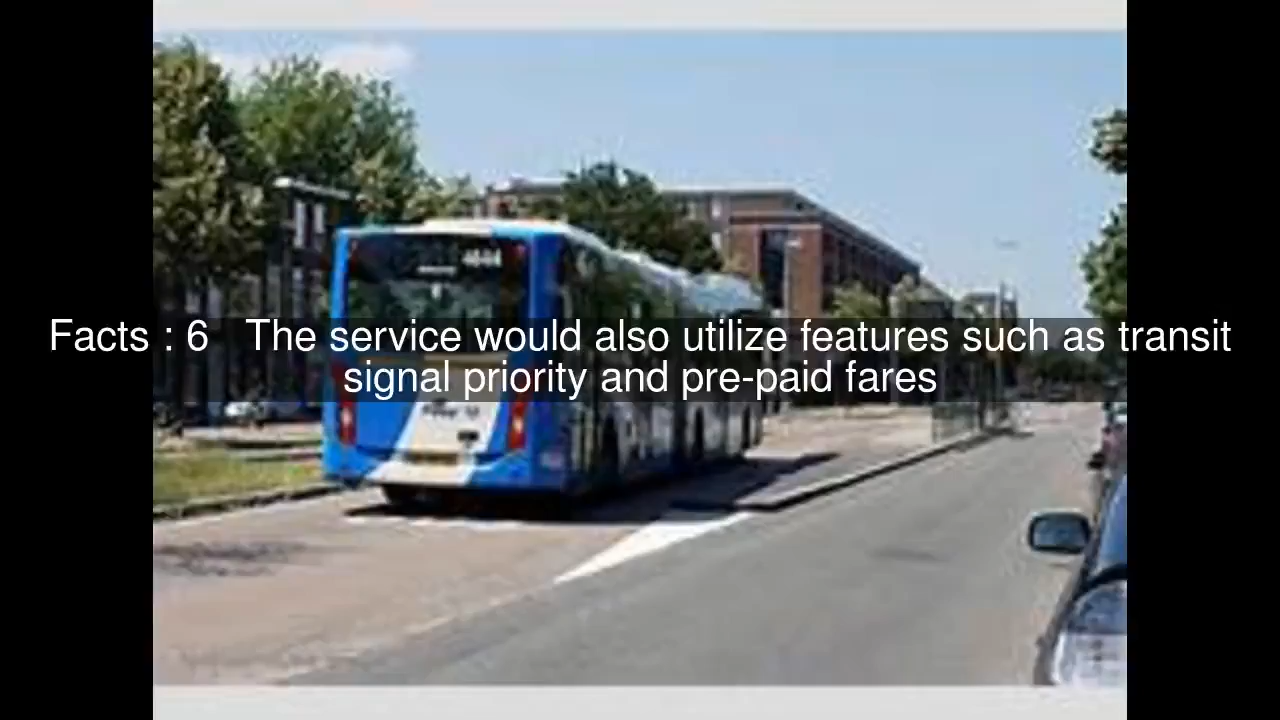 Facts : 6   The service would also utilize features such as transit
signal priority and pre-paid fares